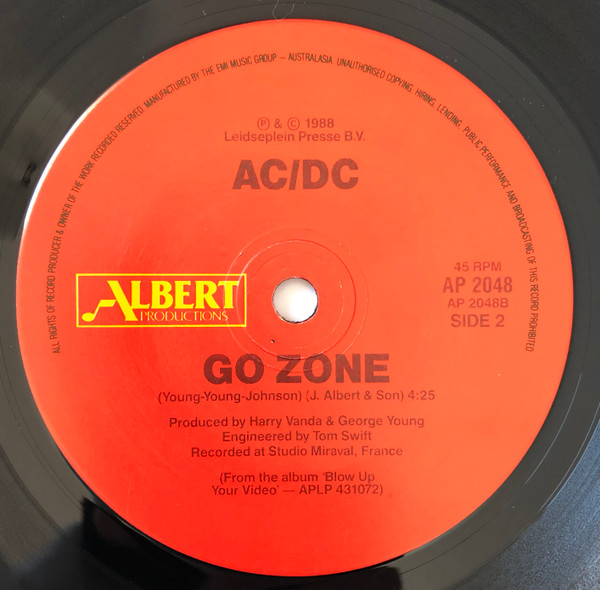 ALL RIGHTS OF RECORD PRODUCER & OWNER OF THE WORK RECORDED RESERVED. MANUFACTURED BY THE EMI MUSIC GROUP – AUSTRALASIA. UNAUTHORISED COPYING, HIRING, LENDING, PUBLIC PERFORMANCE AND BROADCASTING OF THIS RECORD PROHIBITED
℗ & © 1988
Leidseplein Presse B.V.
AC/DC
ALBERT
PRODUCTIONS
45 RPM
AP 2048
AP 2048B
SIDE 2
GO ZONE
(Young-Young-Johnson) (J. Albert & Son) 4:25
Produced by Harry Vanda & George Young
Engineered by Tom Swift
Recorded at Studio Miraval, France
(From the album 'Blow Up
Your Video' — APLP 431072)